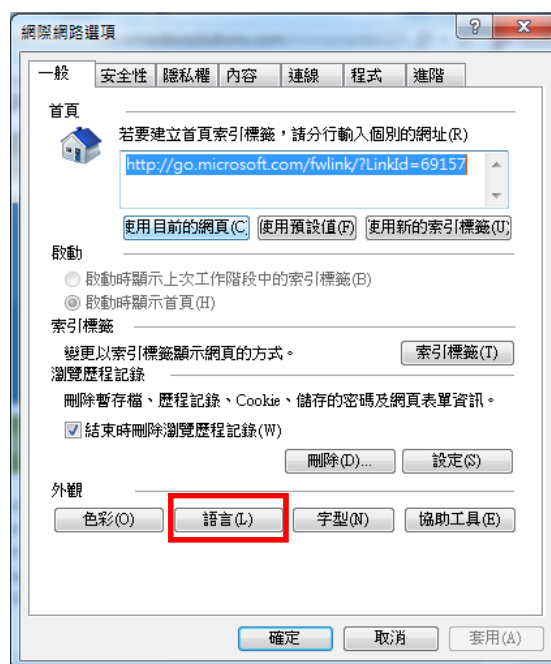 網際網路選項
一般 安全性 隱私權 內容 連線 程式 進階
首頁
若要建立首頁索引標籤，請分行輸入個別的網址(R)
http://go.microsoft.com/fwlink/?LinkId=69157
使用目前的網頁(C) 使用預設值(F) 使用新的索引標籤(U)
啟動
啟動時顯示上次工作階段中的索引標籤(B)
啟動時顯示首頁(H)
索引標籤
變更以索引標籤顯示網頁的方式。 索引標籤(T)
瀏覽歷程記錄
刪除暫存檔、歷程記錄、Cookie、儲存的密碼及網頁表單資訊。
結束時刪除瀏覽歷程記錄(W)
刪除(D)... 設定(S)
外觀
色彩(O) 語言(L) 字型(N) 協助工具(E)
確定 取消 套用(A)